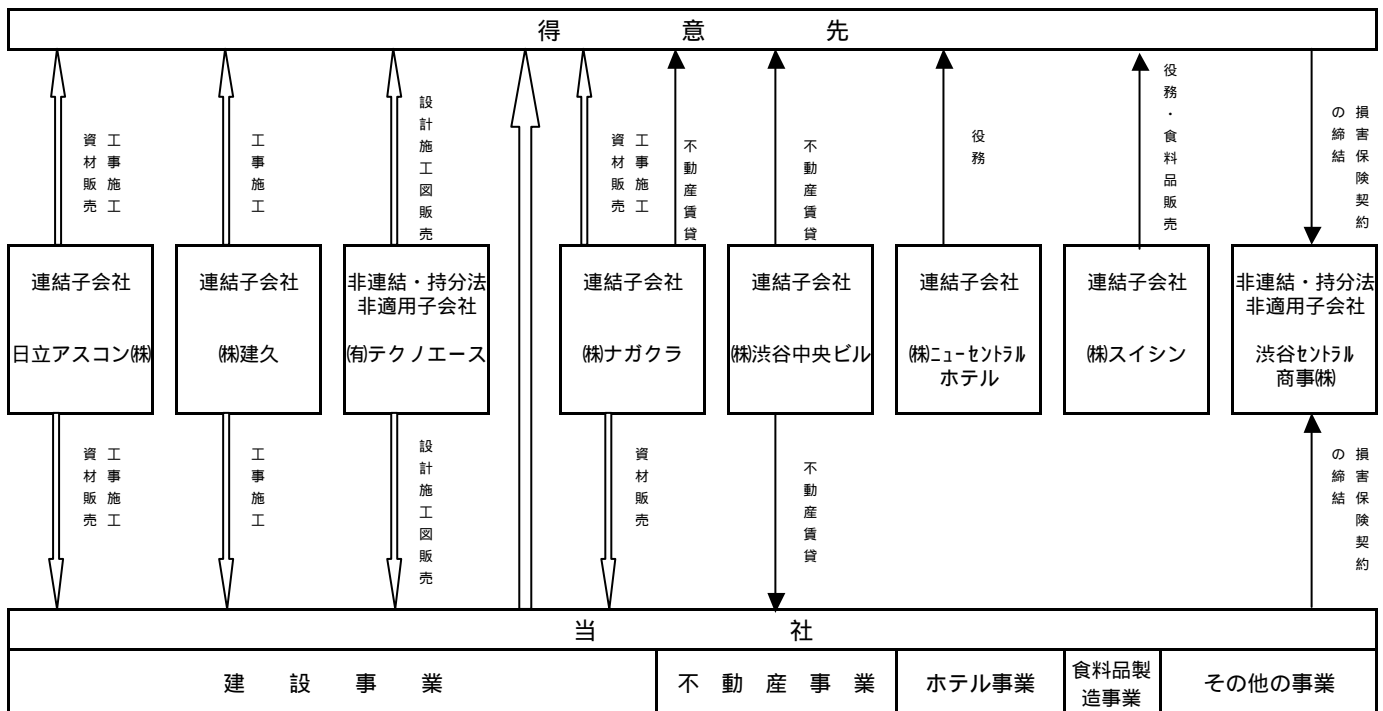 得意先
資材販売
工事施工
工事施工
設計施工図販売
資材販売
工事施工
不動産賃貸
不動産賃貸
役務
役務・食料品販売
損害保険契約
の締結
連結子会社
日立アスコン㈱
連結子会社
㈱建久
非連結・持分法
非適用子会社
㈲テクノエース
連結子会社
㈱ナガクラ
連結子会社
㈱渋谷中央ビル
連結子会社
㈱ニューセントラル
ホテル
連結子会社
㈱スイシン
非連結・持分法
非適用子会社
渋谷セントラル
商事㈱
資材販売
工事施工
工事施工
設計施工図販売
資材販売
不動産賃貸
損害保険契約
の締結
当社
建設事業
不動産事業
ホテル事業
食料品製
造事業
その他の事業